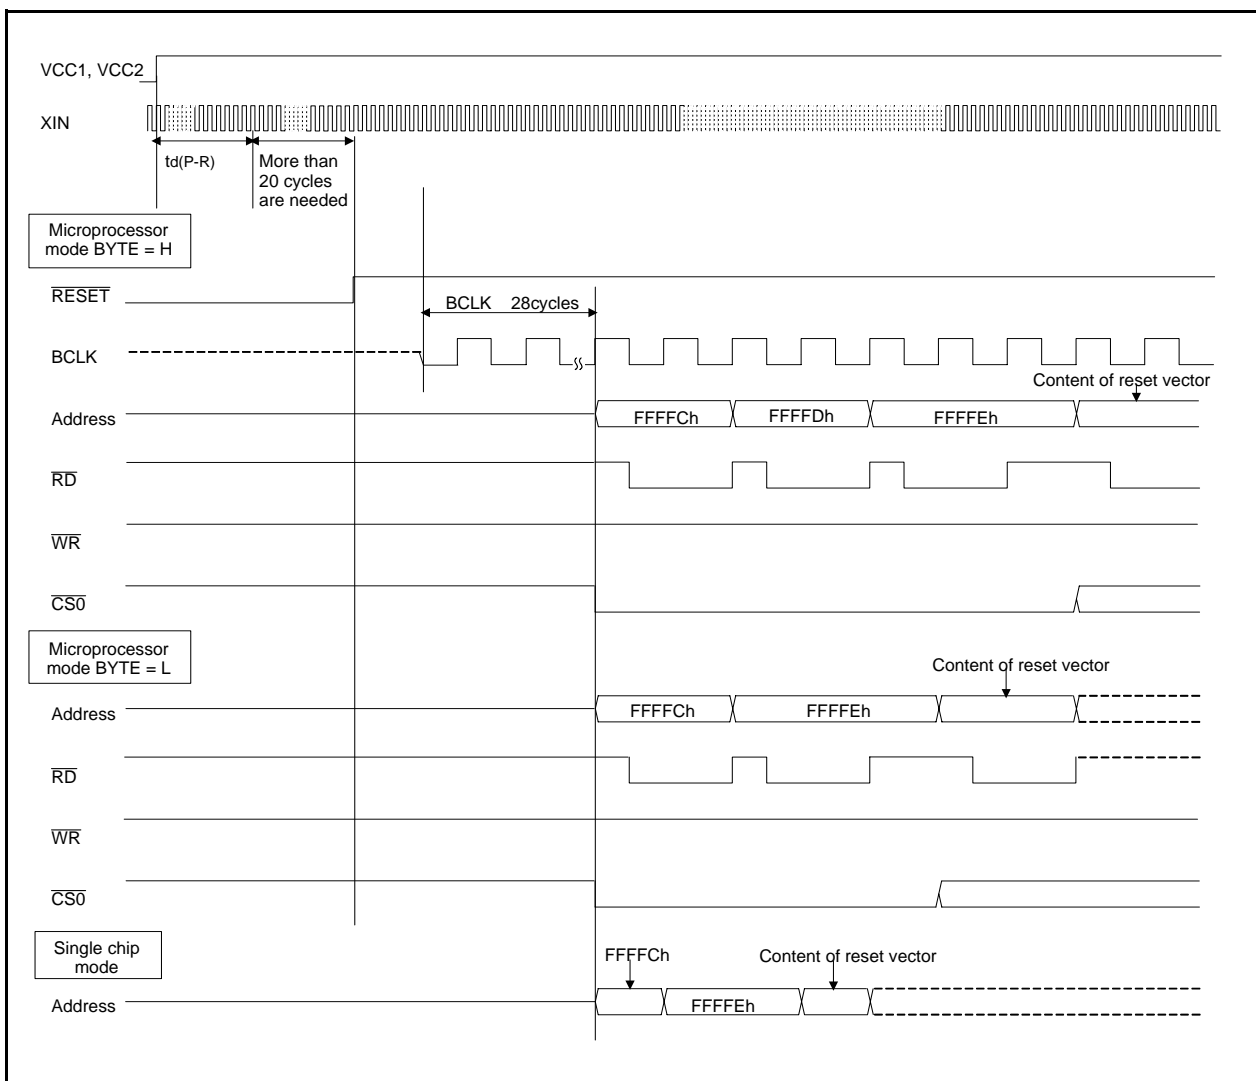 VCC1, VCC2
XIN
td(P-R)
More than
20 cycles
are needed
Microprocessor
mode BYTE = H
RESET
BCLK 28cycles
BCLK
Content of reset vector
Address
FFFFCh
FFFFDh
FFFFEh
RD
WR
CS0
Microprocessor
mode BYTE = L
Content of reset vector
Address
FFFFCh
FFFFEh
RD
WR
CS0
Single chip
mode
FFFFCh
Content of reset vector
Address
FFFFEh